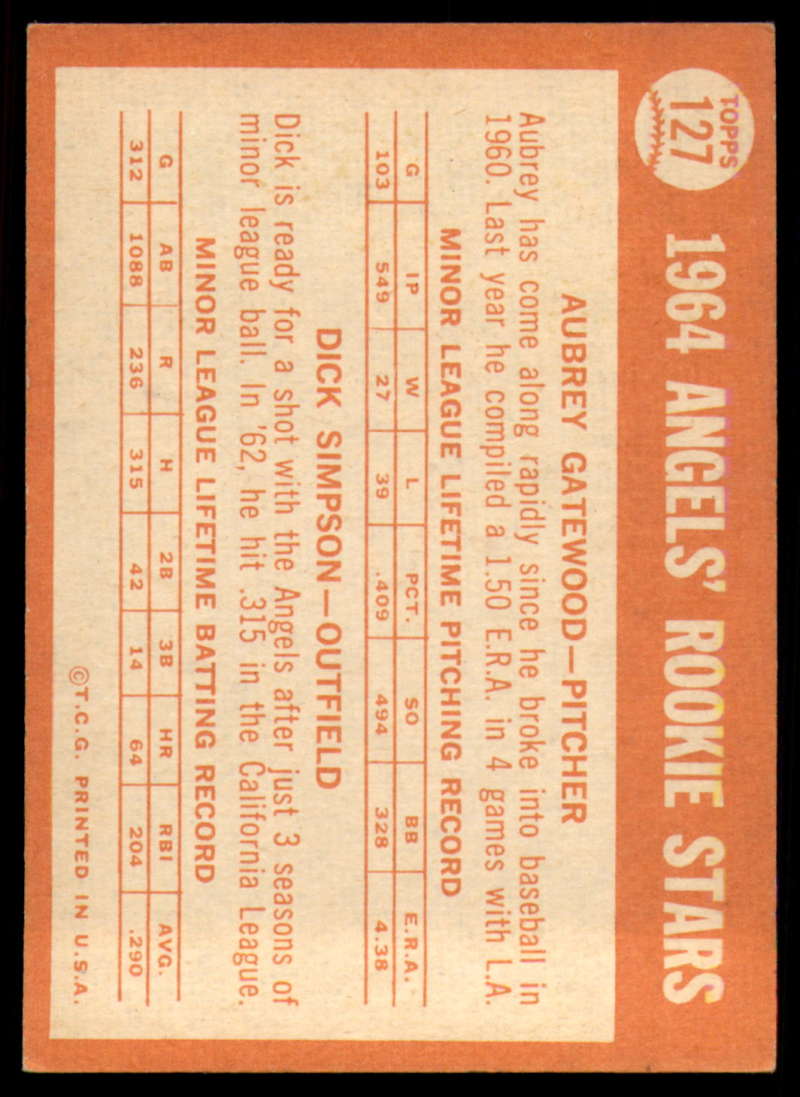 TOPPS
127
1964 ANGELS' ROOKIE STARS
AUBREY GATEWOOD—PITCHER
Aubrey has come along rapidly since he broke into baseball in
1960. Last year he compiled a 1.50 E.R.A. in 4 games with L.A.
MINOR LEAGUE LIFETIME PITCHING RECORD
G IP W L PCT. SO BB E.R.A.
103 549 27 39 .409 494 328 4.38
DICK SIMPSON—OUTFIELD
Dick is ready for a shot with the Angels after just 3 seasons of
minor league ball. In '62, he hit .315 in the California League.
MINOR LEAGUE LIFETIME BATTING RECORD
G AB R H 2B 3B HR RBI AVG.
312 1088 236 315 42 14 64 204 .290
©T.C.G. PRINTED IN U.S.A.